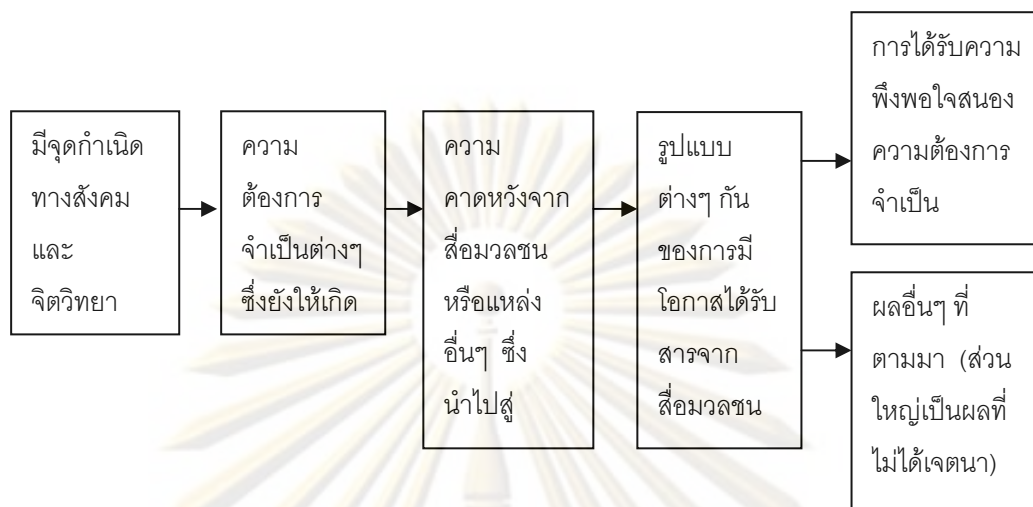 มีจุดกำเนิด
ทางสังคม
และ
จิตวิทยา
ความ
ต้องการ
จำเป็นต่างๆ
ซึ่งยังให้เกิด
ความ
คาดหวังจาก
สื่อมวลชน
หรือแหล่ง
อื่นๆ ซึ่ง
นำไปสู่
รูปแบบ
ต่างๆ กัน
ของการมี
โอกาสได้รับ
สารจาก
สื่อมวลชน
การได้รับความ
พึงพอใจสนอง
ความต้องการ
จำเป็น
ผลอื่นๆ ที่
ตามมา (ส่วน
ใหญ่เป็นผลที่
ไม่ได้เจตนา)